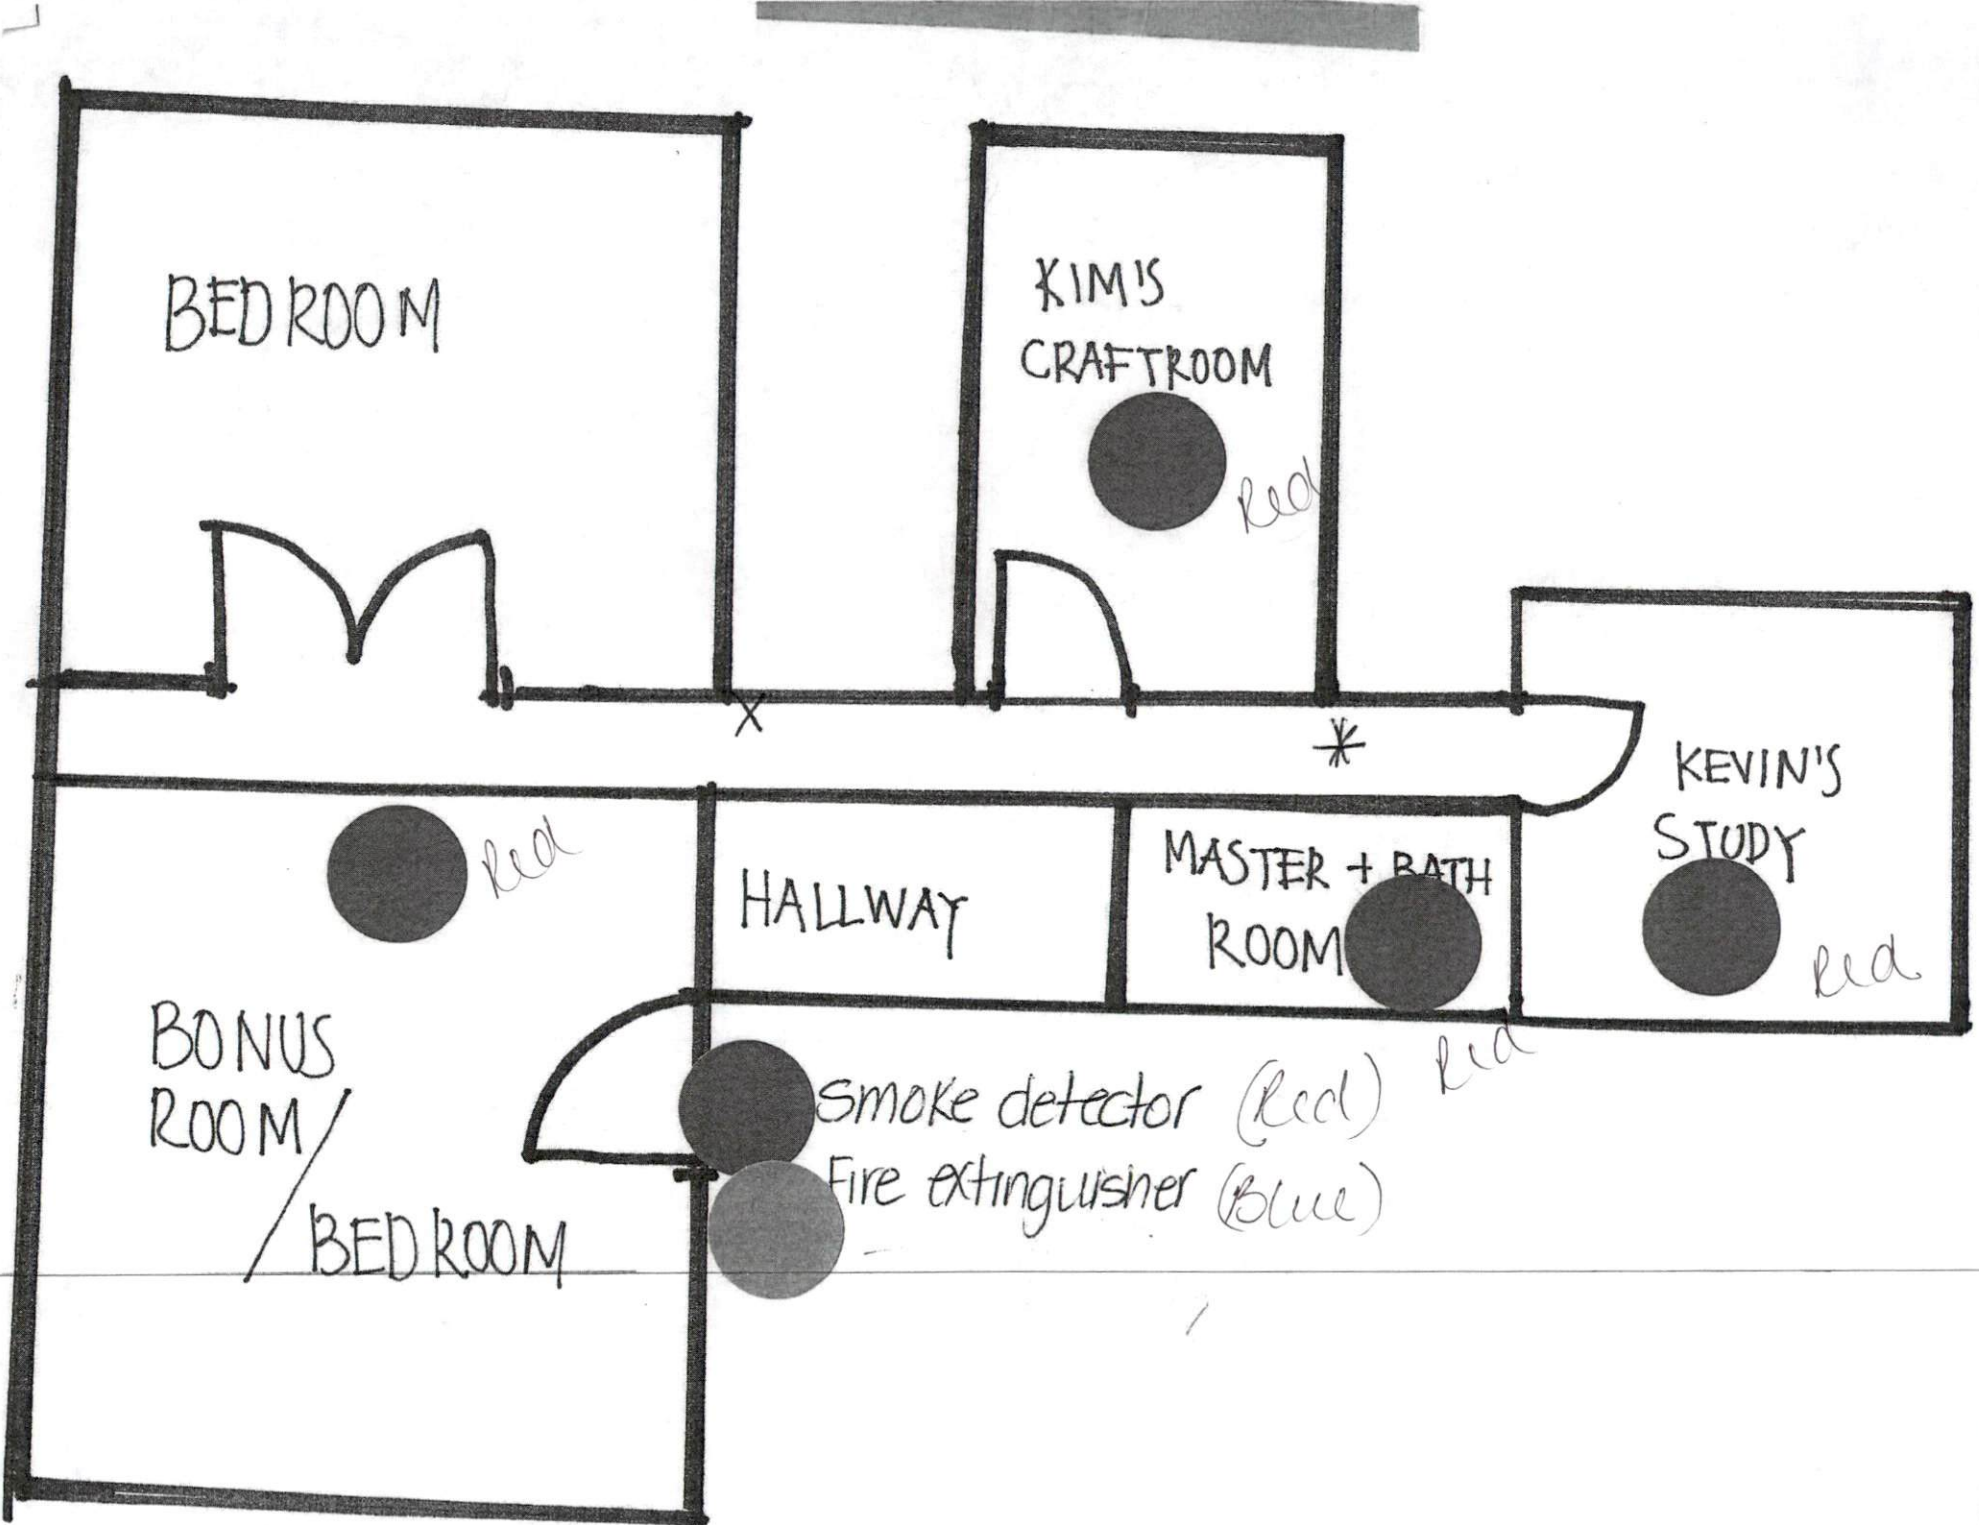 BEDROOM
KIM'S
CRAFTROOM
Red
X
*
KEVIN'S
STUDY
Red
Red
HALLWAY
MASTER + BATH
ROOM
Red
BONUS
ROOM/
BEDROOM
Smoke detector (Red)
Fire extinguisher (Blue)